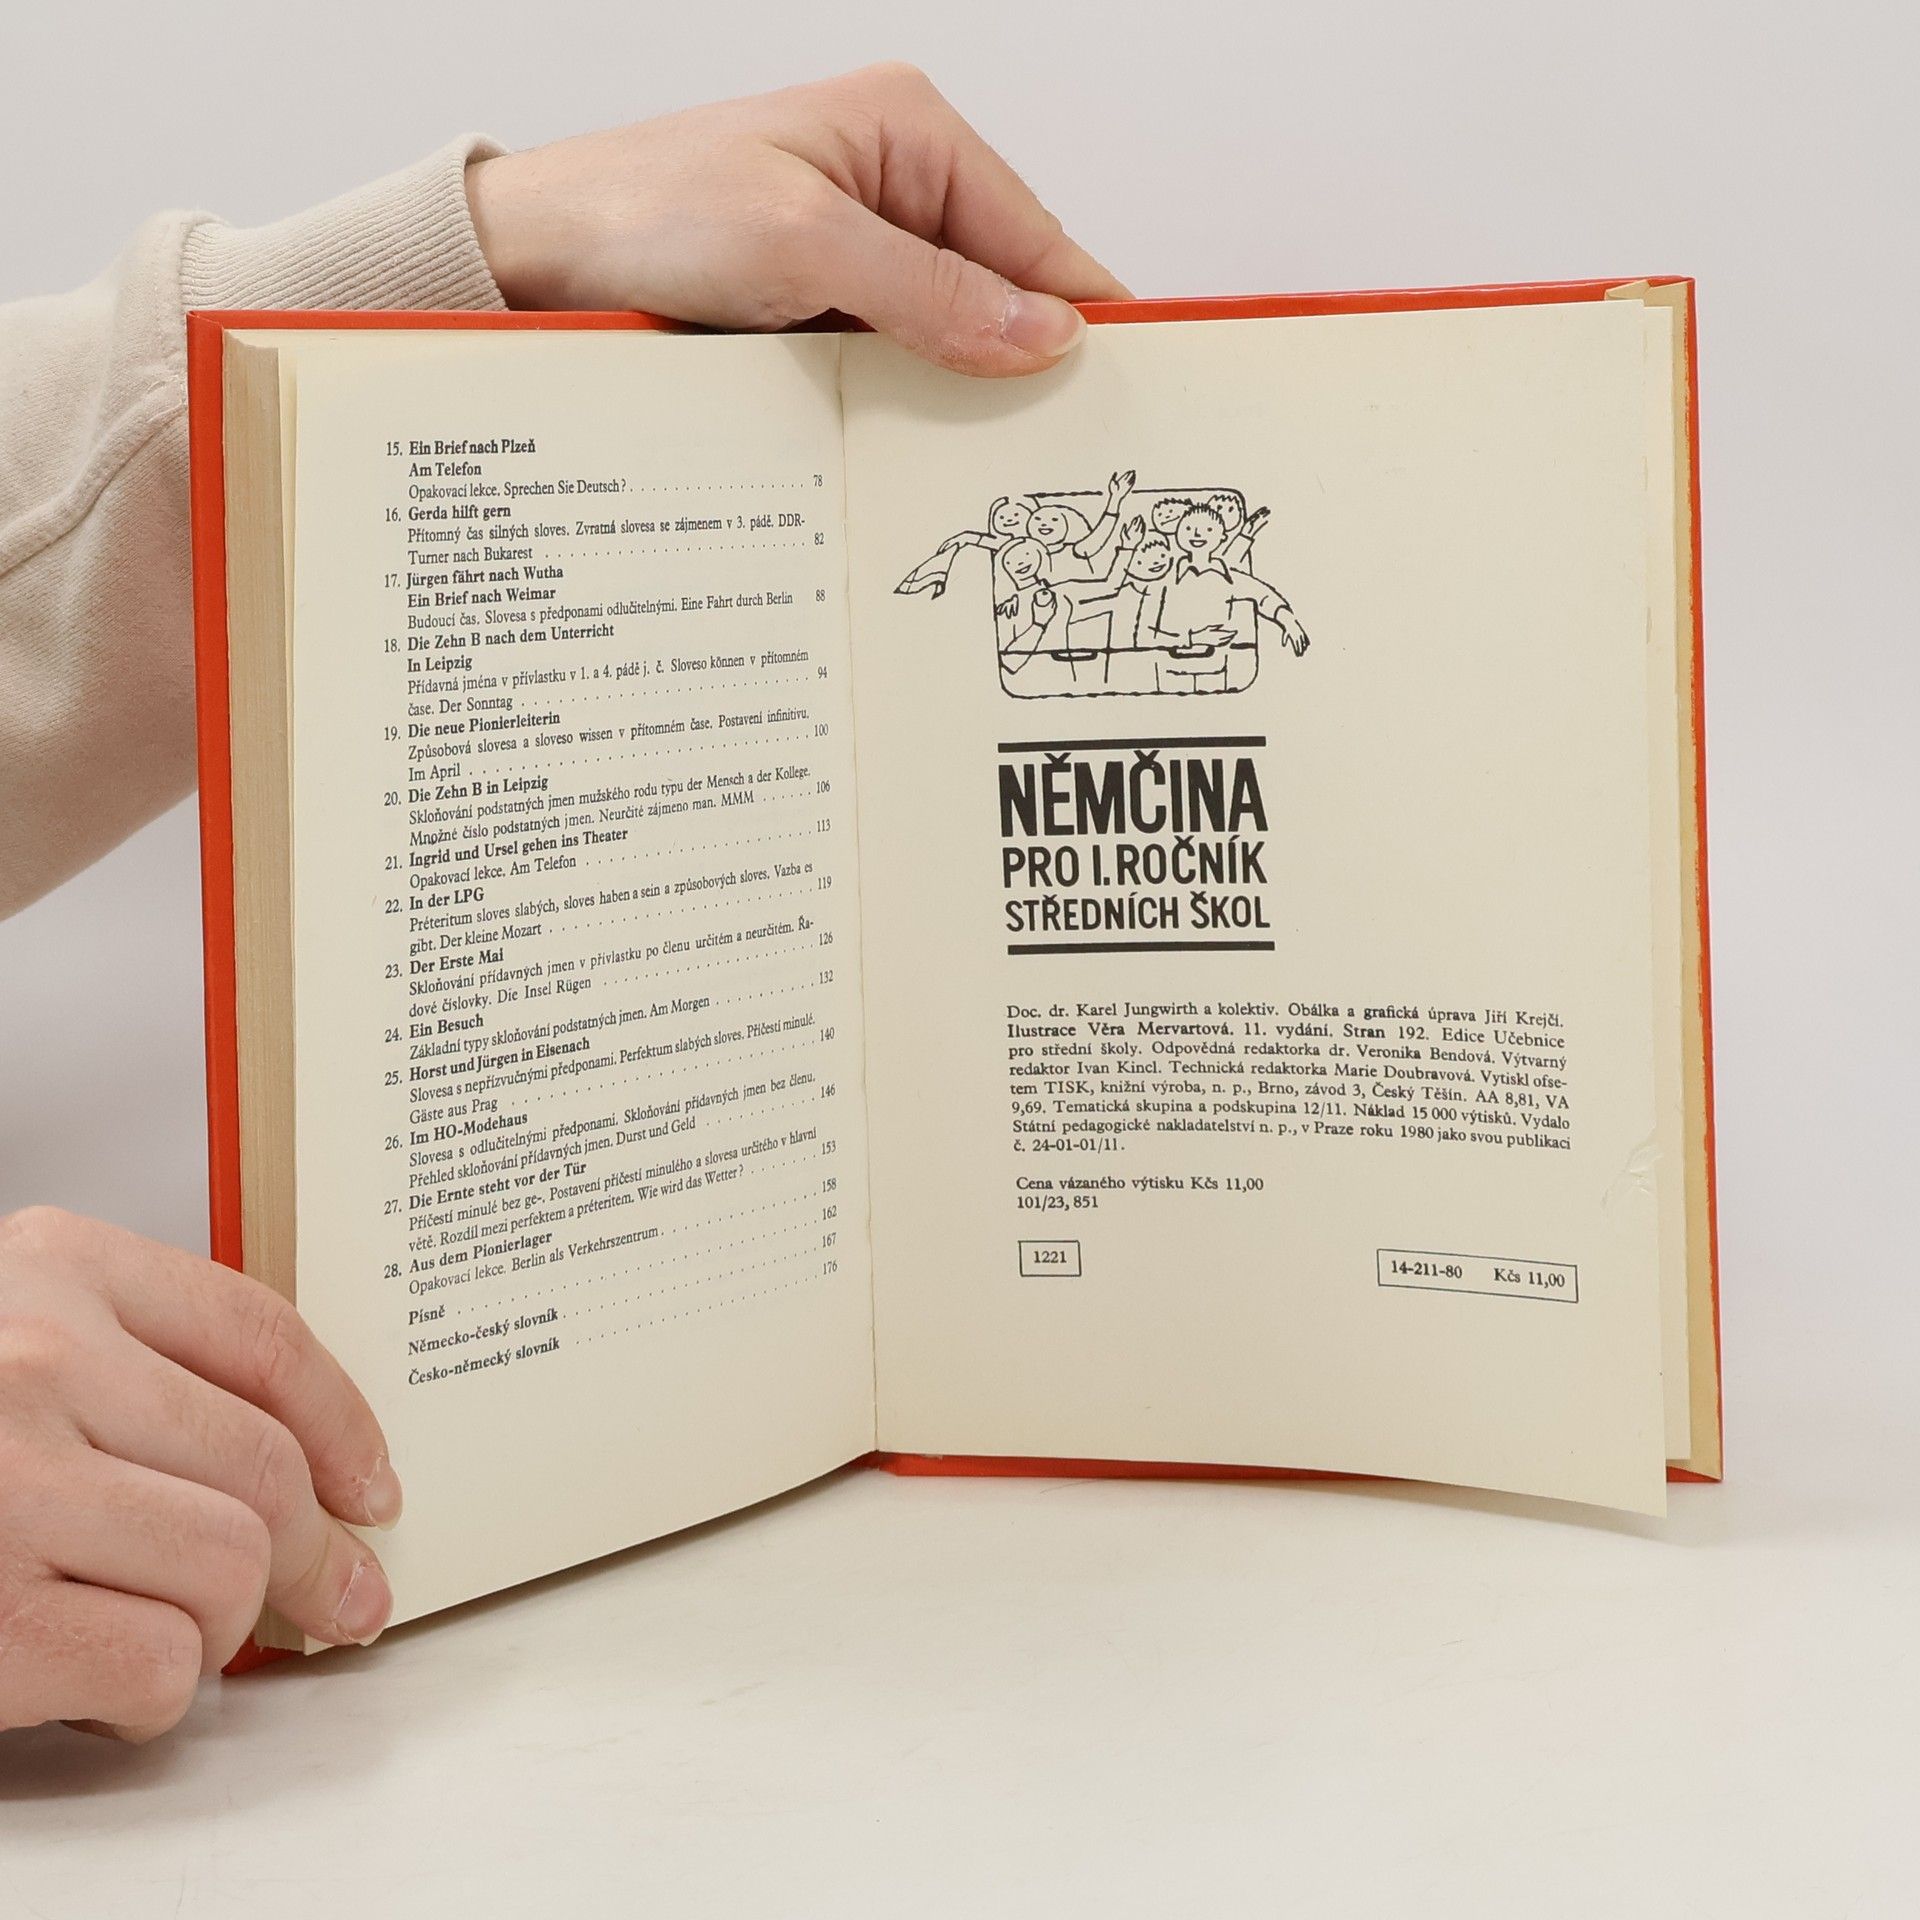 15. Ein Brief nach Plzeň
Am Telefon
Opakovací lekce. Sprechen Sie Deutsch? . . . . . . . . . . . . . . . . . 78
16. Gerda hilft gern
Přítomný čas silných sloves. Zvratná slovesa se zájmenem v 3. pádě. DDR-
Turner nach Bukarest . . . . . . . . . . . . . . . . . . . . . . . . . 82
17. Jürgen fährt nach Wutha
Ein Brief nach Weimar
Budoucí čas. Slovesa s předponami odlučitelnými. Eine Fahrt durch Berlin 88
18. Die Zehn B nach dem Unterricht
In Leipzig
Přídavná jména v přívlastku v 1. a 4. pádě j. č. Sloveso können v přítomném
čase. Der Sonntag . . . . . . . . . . . . . . . . . . . . . . . . . . . 94
19. Die neue Pionierleiterin
Způsobová slovesa a sloveso wissen v přítomném čase. Postavení infinitivu.
Im April . . . . . . . . . . . . . . . . . . . . . . . . . . . . . . . 100
20. Die Zehn B in Leipzig
Skloňování podstatných jmen mužského rodu typu der Mensch a der Kollege.
Množné číslo podstatných jmen. Neurčité zájmeno man. MMM . . . . . . 106
21. Ingrid und Ursel gehen ins Theater
Opakovací lekce. Am Telefon . . . . . . . . . . . . . . . . . . . . . 113
22. In der LPG
Préteritum sloves slabých, sloves haben a sein a způsobových sloves. Vazba es
gibt. Der kleine Mozart . . . . . . . . . . . . . . . . . . . . . . . . 119
23. Der Erste Mai
Skloňování přídavných jmen v přívlastku po členu určitém a neurčitém. Řa-
dové číslovky. Die Insel Rügen . . . . . . . . . . . . . . . . . . . . 126
24. Ein Besuch
Základní typy skloňování podstatných jmen. Am Morgen . . . . . . . . . 132
25. Horst und Jürgen in Eisenach
Slovesa s nepřízvučnými předponami. Perfektum slabých sloves. Příčestí minulé.
Gäste aus Prag . . . . . . . . . . . . . . . . . . . . . . . . . . . . 140
26. Im HO-Modehaus
Slovesa s odlučitelnými předponami. Skloňování přídavných jmen bez členu.
Přehled skloňování přídavných jmen. Durst und Geld . . . . . . . . . . 146
27. Die Ernte steht vor der Tür
Příčestí minulé bez ge-. Postavení příčestí minulého a slovesa určitého v hlavní
větě. Rozdíl mezi perfektem a préteritem. Wie wird das Wetter? . . . . . . . 153
28. Aus dem Pionierlager
Opakovací lekce. Berlin als Verkehrszentrum . . . . . . . . . . . . . . 158
Písně . . . . . . . . . . . . . . . . . . . . . . . . . . . . . . . . . 162
Německo-český slovník . . . . . . . . . . . . . . . . . . . . . . . . 167
Česko-německý slovník . . . . . . . . . . . . . . . . . . . . . . . . 176
NĚMČINA
PRO I. ROČNÍK
STŘEDNÍCH ŠKOL
Doc. dr. Karel Jungwirth a kolektiv. Obálka a grafická úprava Jiří Krejčí.
Ilustrace Věra Mervartová. 11. vydání. Stran 192. Edice Učebnice
pro střední školy. Odpovědná redaktorka dr. Veronika Bendová. Výtvarný
redaktor Ivan Kincl. Technická redaktorka Marie Doubravová. Vytiskl ofse-
tem TISK, knižní výroba, n. p., Brno, závod 3, Český Těšín. AA 8,81, VA
9,69. Tematická skupina a podskupina 12/11. Náklad 15 000 výtisků. Vydalo
Státní pedagogické nakladatelství n. p., v Praze roku 1980 jako svou publikaci
č. 24-01-01/11.
Cena vázaného výtisku Kčs 11,00
101/23, 851
1221
14-211-80 Kčs 11,00